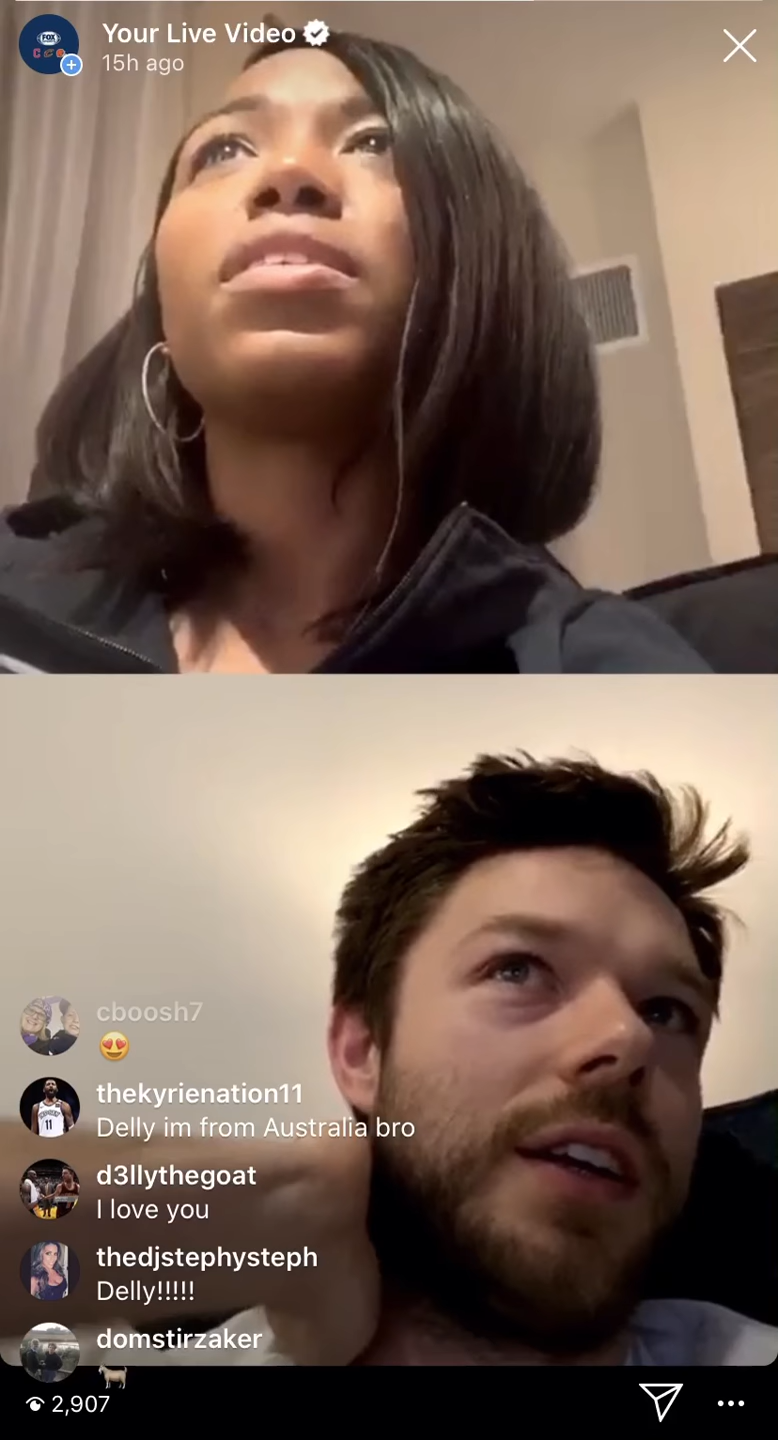 FOX
Your Live Video
15h ago
cboosh7
😍
thekyrienation11
Delly im from Australia bro
d3llythegoat
I love you
thedjstephysteph
Delly!!!!!
domstirzaker
🐐
2,907